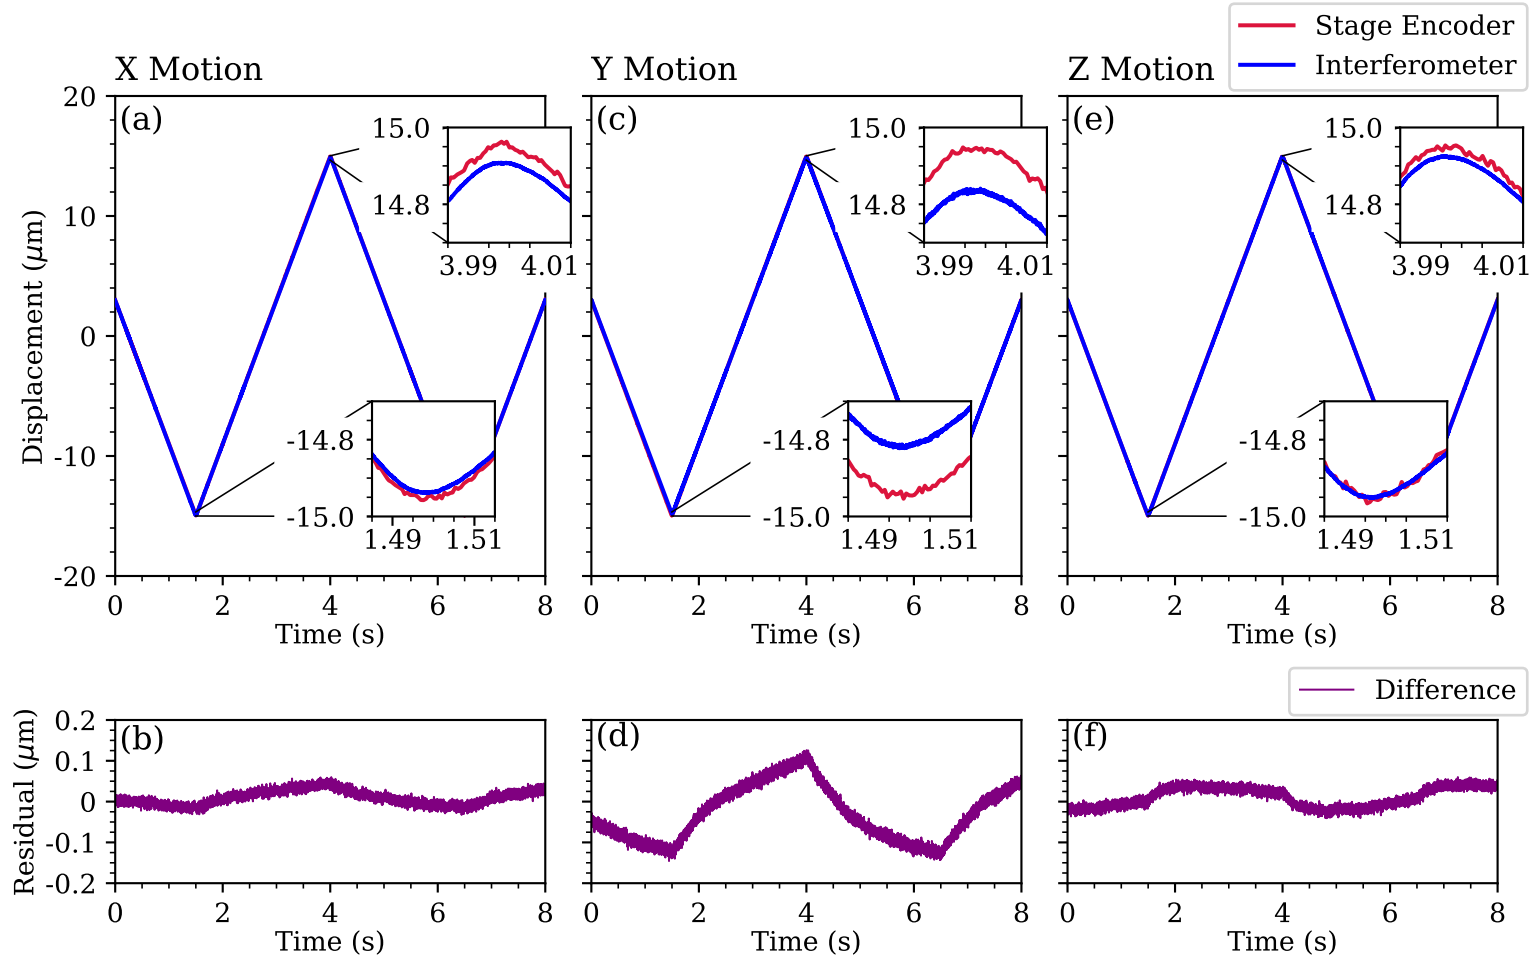 Stage Encoder
Interferometer
X Motion
Y Motion
Z Motion
20
10
0
-10
-20
Displacement (μm)
(a)
15.0
14.8
3.99 4.01
-14.8
-15.0
1.49 1.51
0 2 4 6 8
Time (s)
(c)
15.0
14.8
3.99 4.01
-14.8
-15.0
1.49 1.51
0 2 4 6 8
Time (s)
(e)
15.0
14.8
3.99 4.01
-14.8
-15.0
1.49 1.51
0 2 4 6 8
Time (s)
Difference
0.2
0.1
0
-0.1
-0.2
Residual (μm)
(b)
0 2 4 6 8
Time (s)
(d)
0 2 4 6 8
Time (s)
(f)
0 2 4 6 8
Time (s)